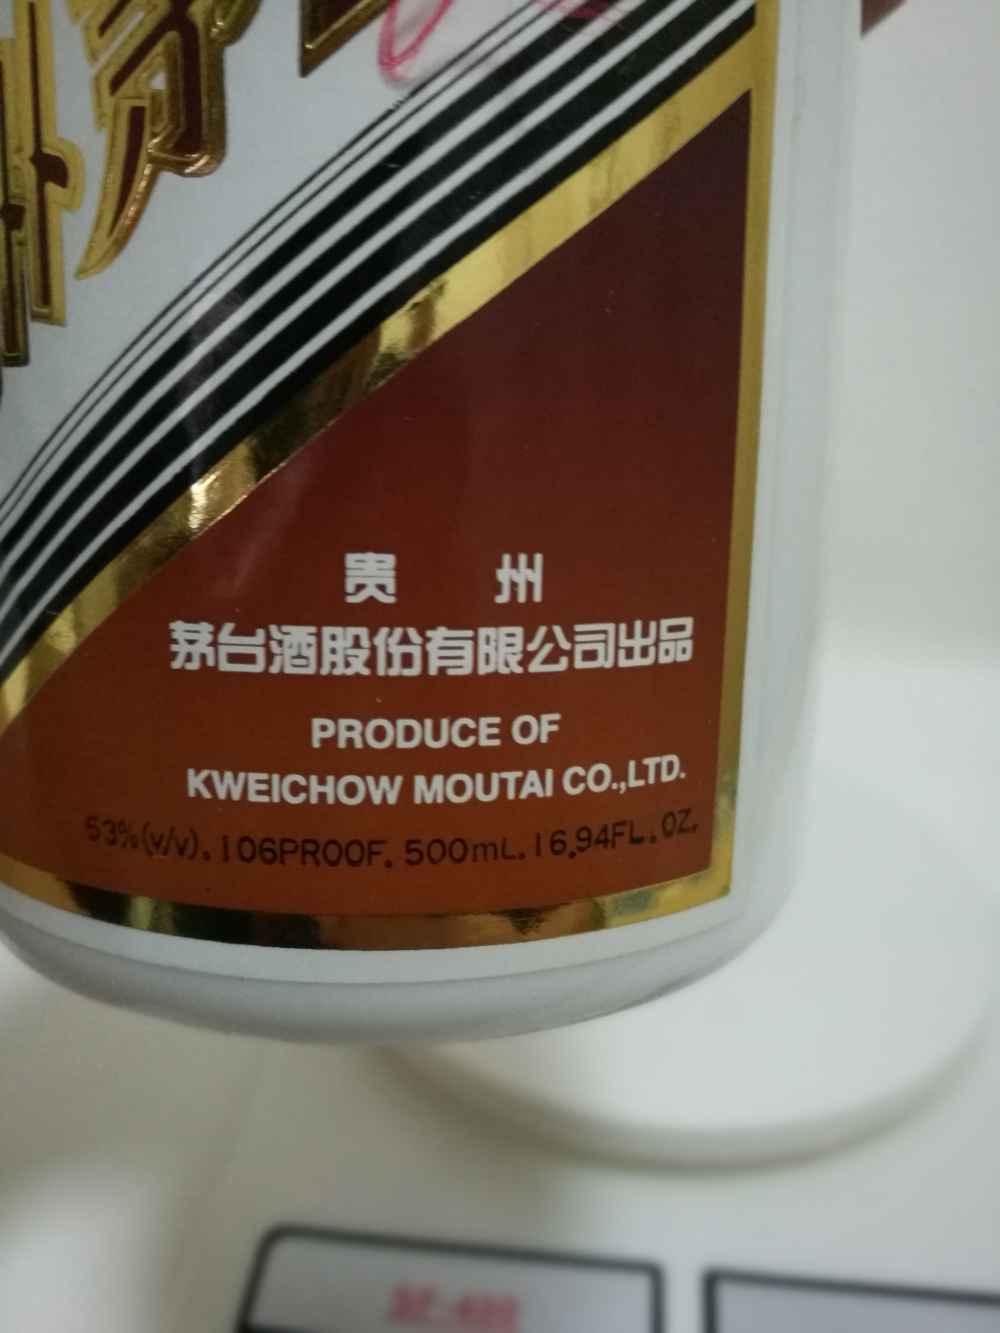 贵 州
茅台酒股份有限公司出品
PRODUCE OF
KWEICHOW MOUTAI CO.,LTD.
53%(v/v). 106PROOF. 500mL. 16.94FL.OZ.